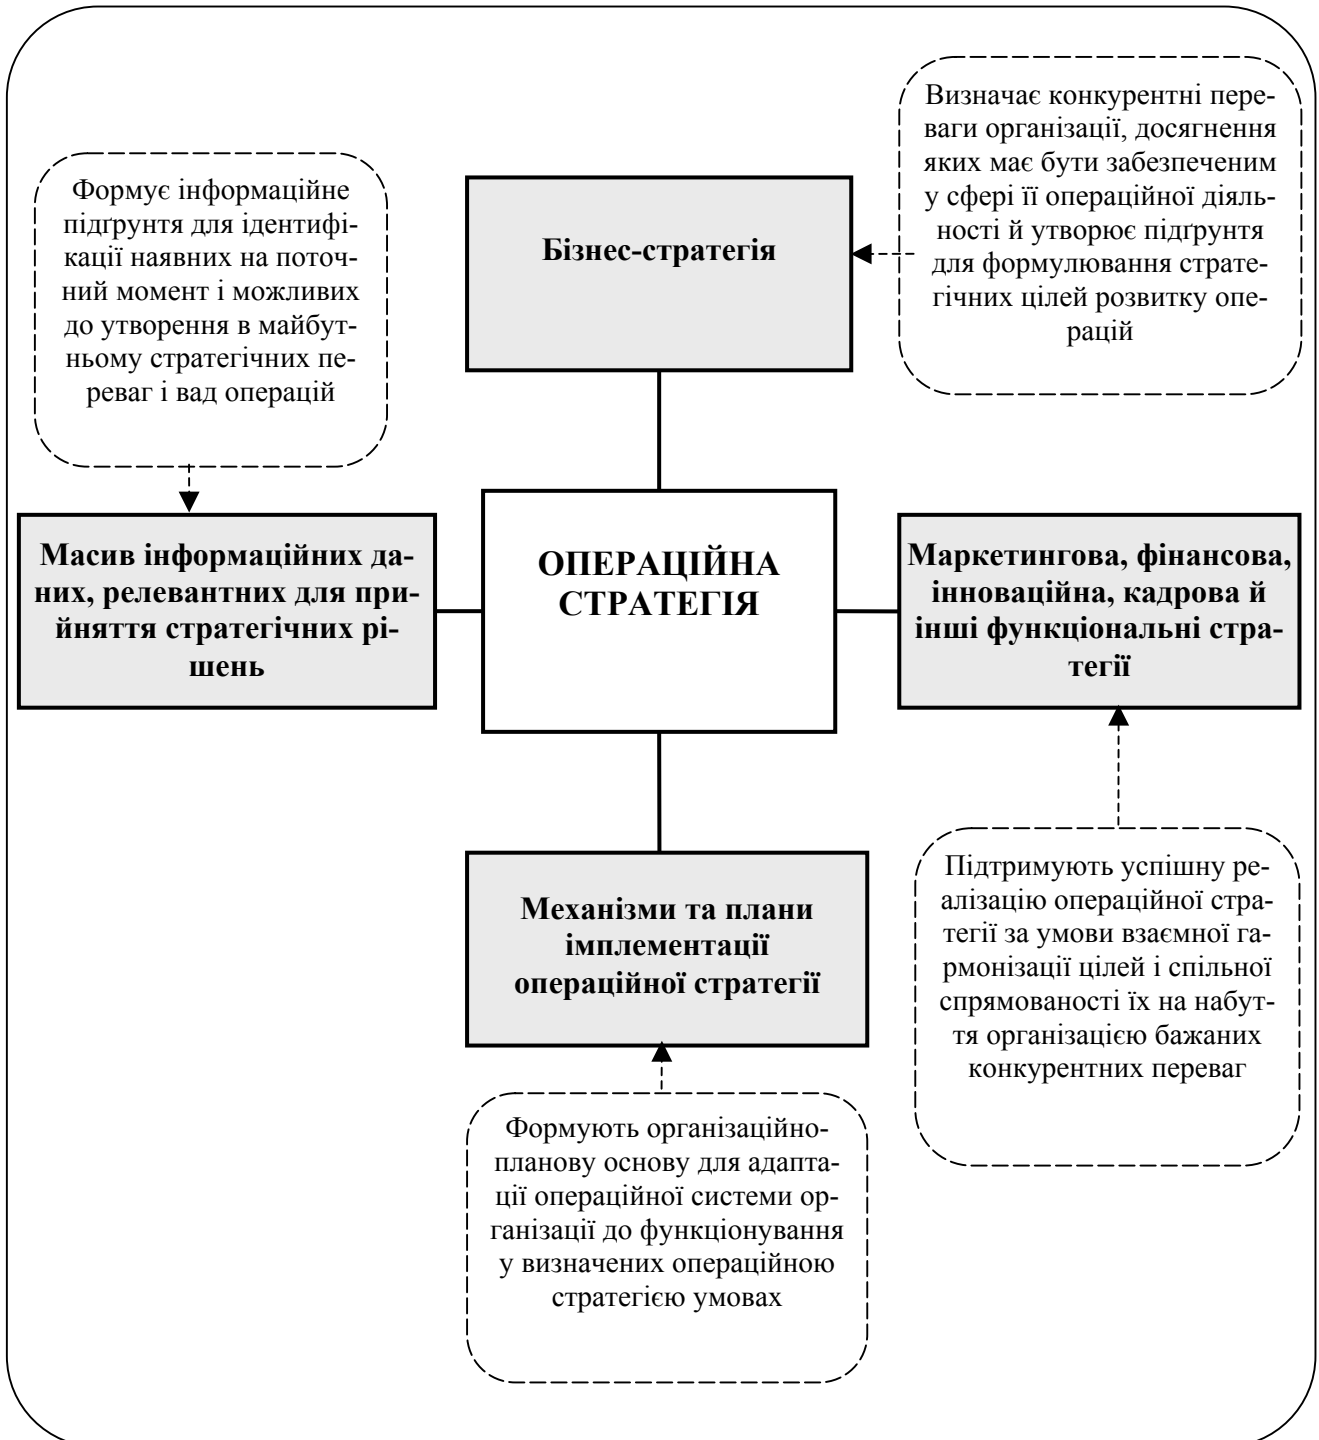 Визначає конкурентні пере-
ваги організації, досягнення
яких має бути забезпеченим
у сфері її операційної діяль-
ності й утворює підґрунтя
для формулювання страте-
гічних цілей розвитку опе-
рацій
Формує інформаційне
підґрунтя для ідентифі-
кації наявних на поточ-
ний момент і можливих
до утворення в майбут-
ньому стратегічних пе-
реваг і вад операцій
Бізнес-стратегія
Масив інформаційних да-
них, релевантних для при-
йняття стратегічних рі-
шень
ОПЕРАЦІЙНА
СТРАТЕГІЯ
Маркетингова, фінансова,
інноваційна, кадрова й
інші функціональні стра-
тегії
Механізми та плани
імплементації
операційної стратегії
Підтримують успішну ре-
алізацію операційної стра-
тегії за умови взаємної га-
рмонізації цілей і спільної
спрямованості їх на набут-
тя організацією бажаних
конкурентних переваг
Формують організаційно-
планову основу для адапта-
ції операційної системи ор-
ганізації до функціонування
у визначених операційною
стратегією умовах